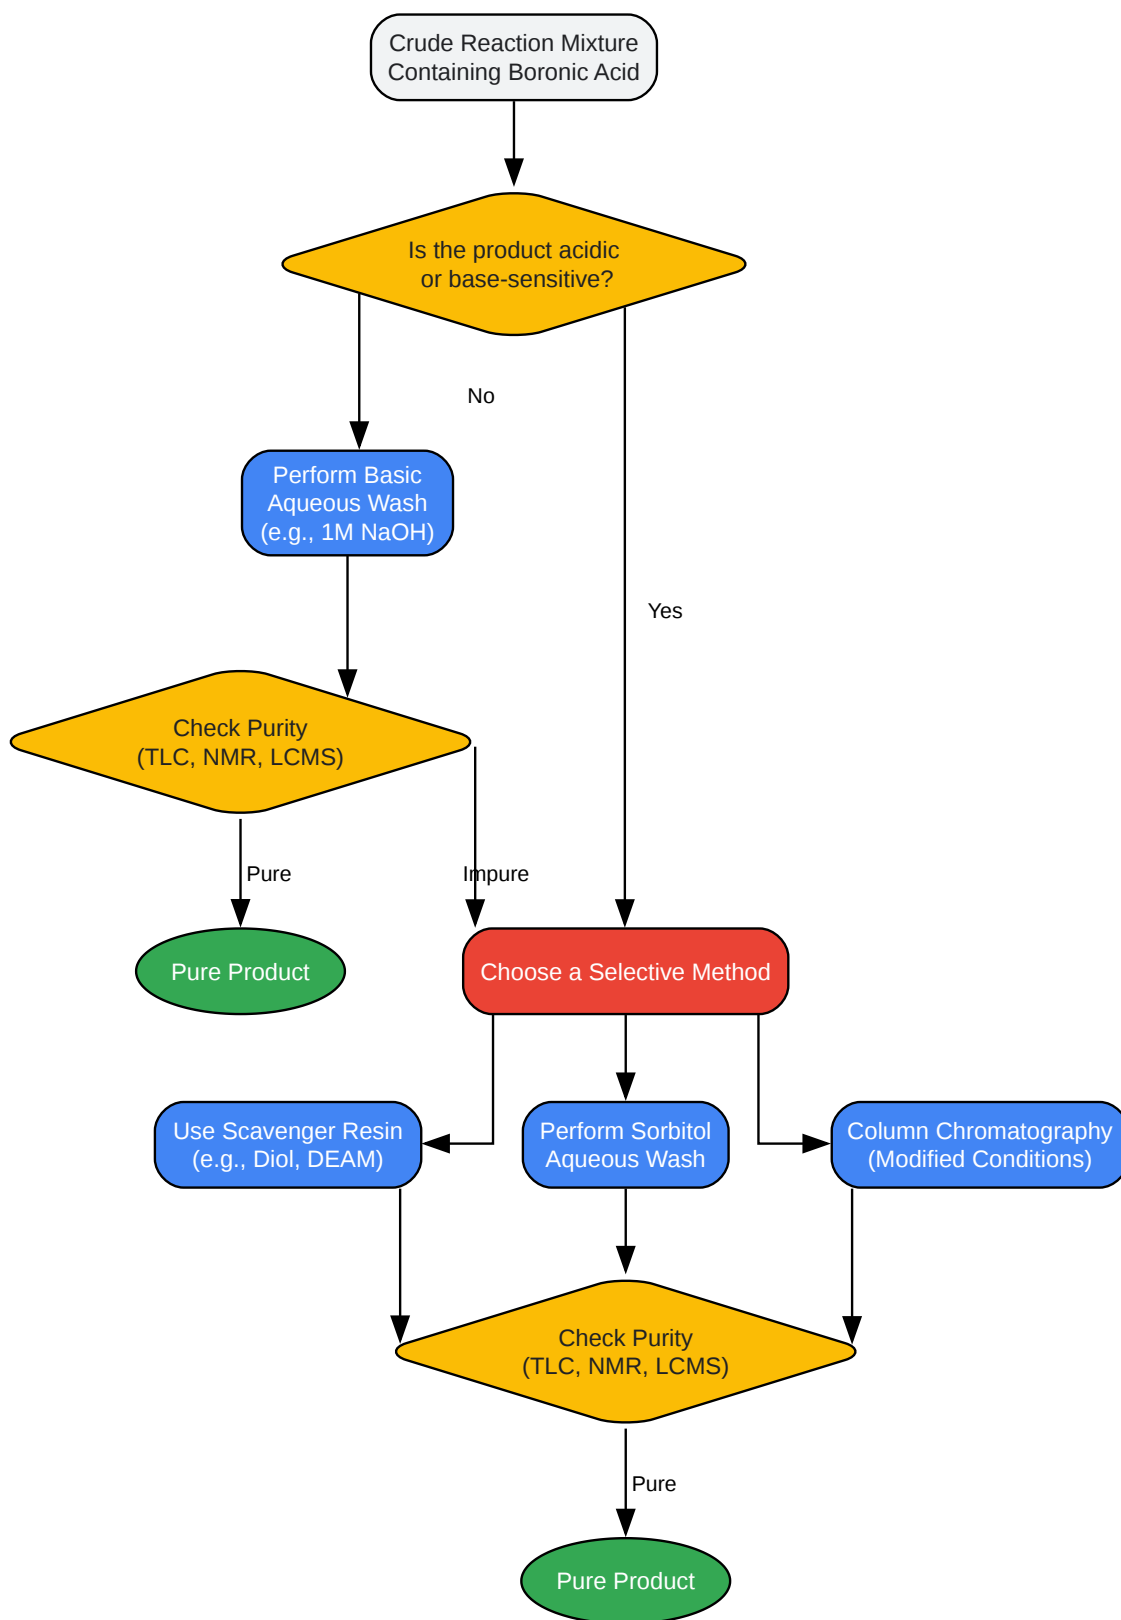 Crude Reaction Mixture
Containing Boronic Acid
Is the product acidic
or base-sensitive?
No
Perform Basic
Aqueous Wash
(e.g., 1M NaOH)
Yes
Check Purity
(TLC, NMR, LCMS)
Pure
Impure
Pure Product
Choose a Selective Method
Use Scavenger Resin
(e.g., Diol, DEAM)
Perform Sorbitol
Aqueous Wash
Column Chromatography
(Modified Conditions)
Check Purity
(TLC, NMR, LCMS)
Pure
Pure Product